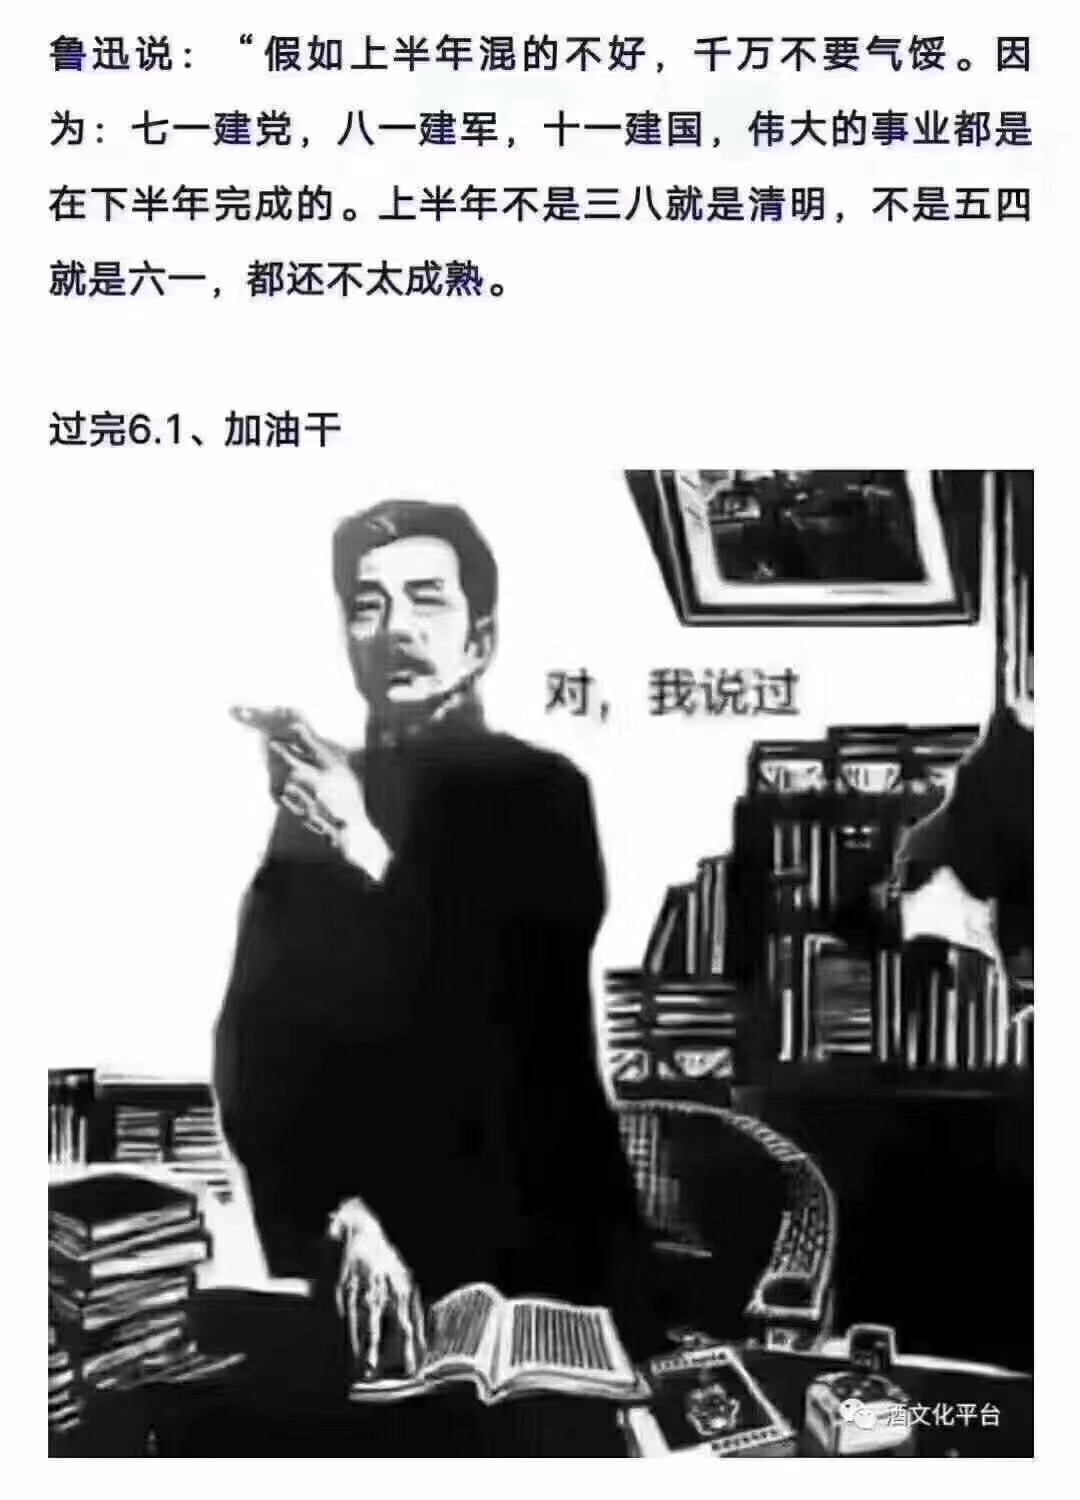 鲁迅说：“假如上半年混的不好，千万不要气馁。因
为：七一建党，八一建军，十一建国，伟大的事业都是
在下半年完成的。上半年不是三八就是清明，不是五四
就是六一，都还不太成熟。
过完6.1、加油干
对，我说过
酒文化平台